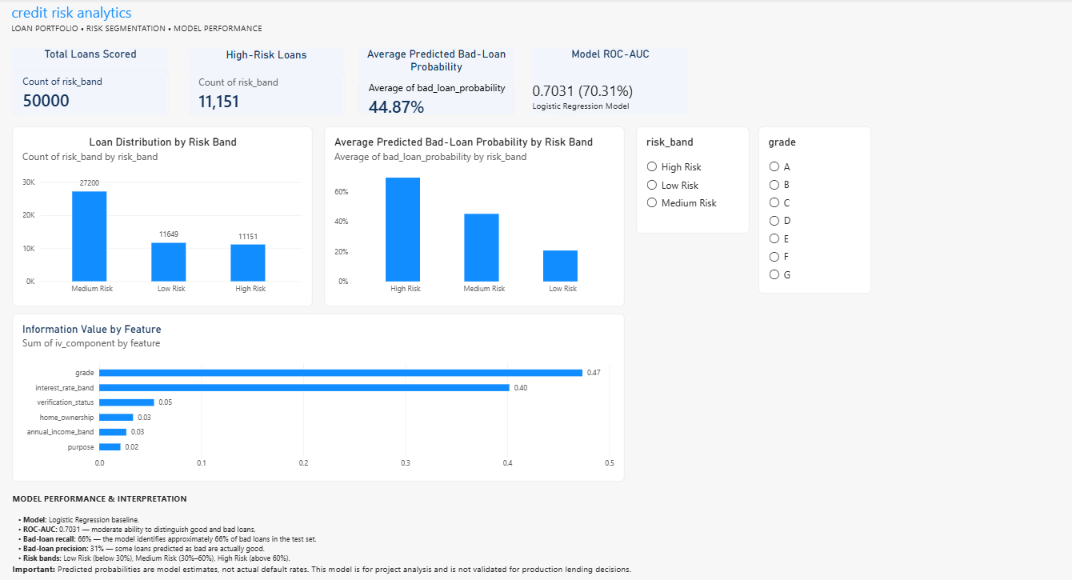 credit risk analytics
LOAN PORTFOLIO • RISK SEGMENTATION • MODEL PERFORMANCE
Total Loans Scored
Count of risk_band
50000
High-Risk Loans
Count of risk_band
11,151
Average Predicted Bad-Loan
Probability
Average of bad_loan_probability
44.87%
Model ROC-AUC
0.7031 (70.31%)
Logistic Regression Model
Loan Distribution by Risk Band
Count of risk_band by risk_band
30K
20K
10K
0K
27200
11649
11151
Medium Risk
Low Risk
High Risk
Average Predicted Bad-Loan Probability by Risk Band
Average of bad_loan_probability by risk_band
60%
40%
20%
0%
High Risk
Medium Risk
Low Risk
risk_band
High Risk
Low Risk
Medium Risk
grade
A
B
C
D
E
F
G
Information Value by Feature
Sum of iv_component by feature
grade 0.47
interest_rate_band 0.40
verification_status 0.05
home_ownership 0.03
annual_income_band 0.03
purpose 0.02
0.0 0.1 0.2 0.3 0.4 0.5
MODEL PERFORMANCE & INTERPRETATION
• Model: Logistic Regression baseline.
• ROC-AUC: 0.7031 — moderate ability to distinguish good and bad loans.
• Bad-loan recall: 66% — the model identifies approximately 66% of bad loans in the test set.
• Bad-loan precision: 31% — some loans predicted as bad are actually good.
• Risk bands: Low Risk (below 30%), Medium Risk (30%–60%), High Risk (above 60%).
Important: Predicted probabilities are model estimates, not actual default rates. This model is for project analysis and is not validated for production lending decisions.